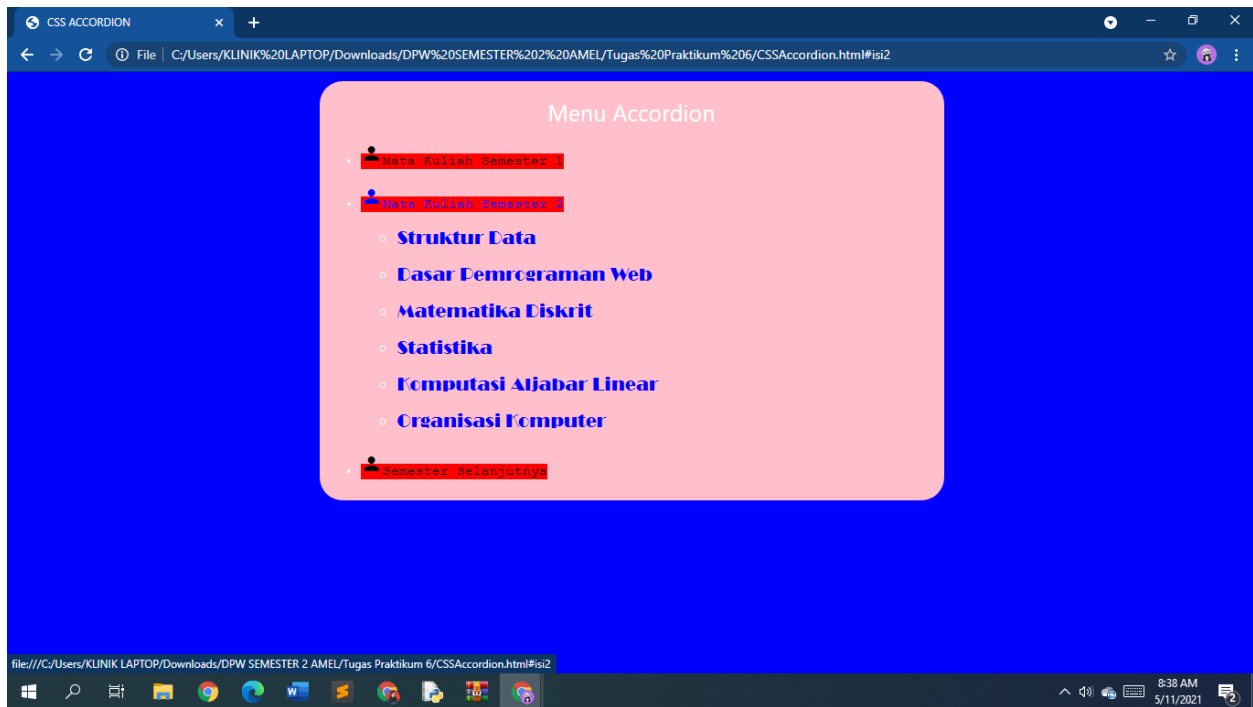 CSS ACCORDION
File | C:/Users/KLINIK%20LAPTOP/Downloads/DPW%20SEMESTER%202%20AMEL/Tugas%20Praktikum%206/CSSAccordion.html#isi2
Menu Accordion
Mata Kuliah Semester 1
Mata Kuliah Semester 2
Struktur Data
Dasar Pemrograman Web
Matematika Diskrit
Statistika
Komputasi Aljabar Linear
Organisasi Komputer
Semester Selanjutnya
file:///C:/Users/KLINIK LAPTOP/Downloads/DPW SEMESTER 2 AMEL/Tugas Praktikum 6/CSSAccordion.html#isi2
8:38 AM
5/11/2021
2